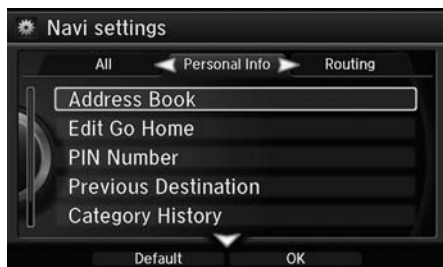 Navi settings
All Personal Info Routing
Address Book
Edit Go Home
PIN Number
Previous Destination
Category History
Default OK